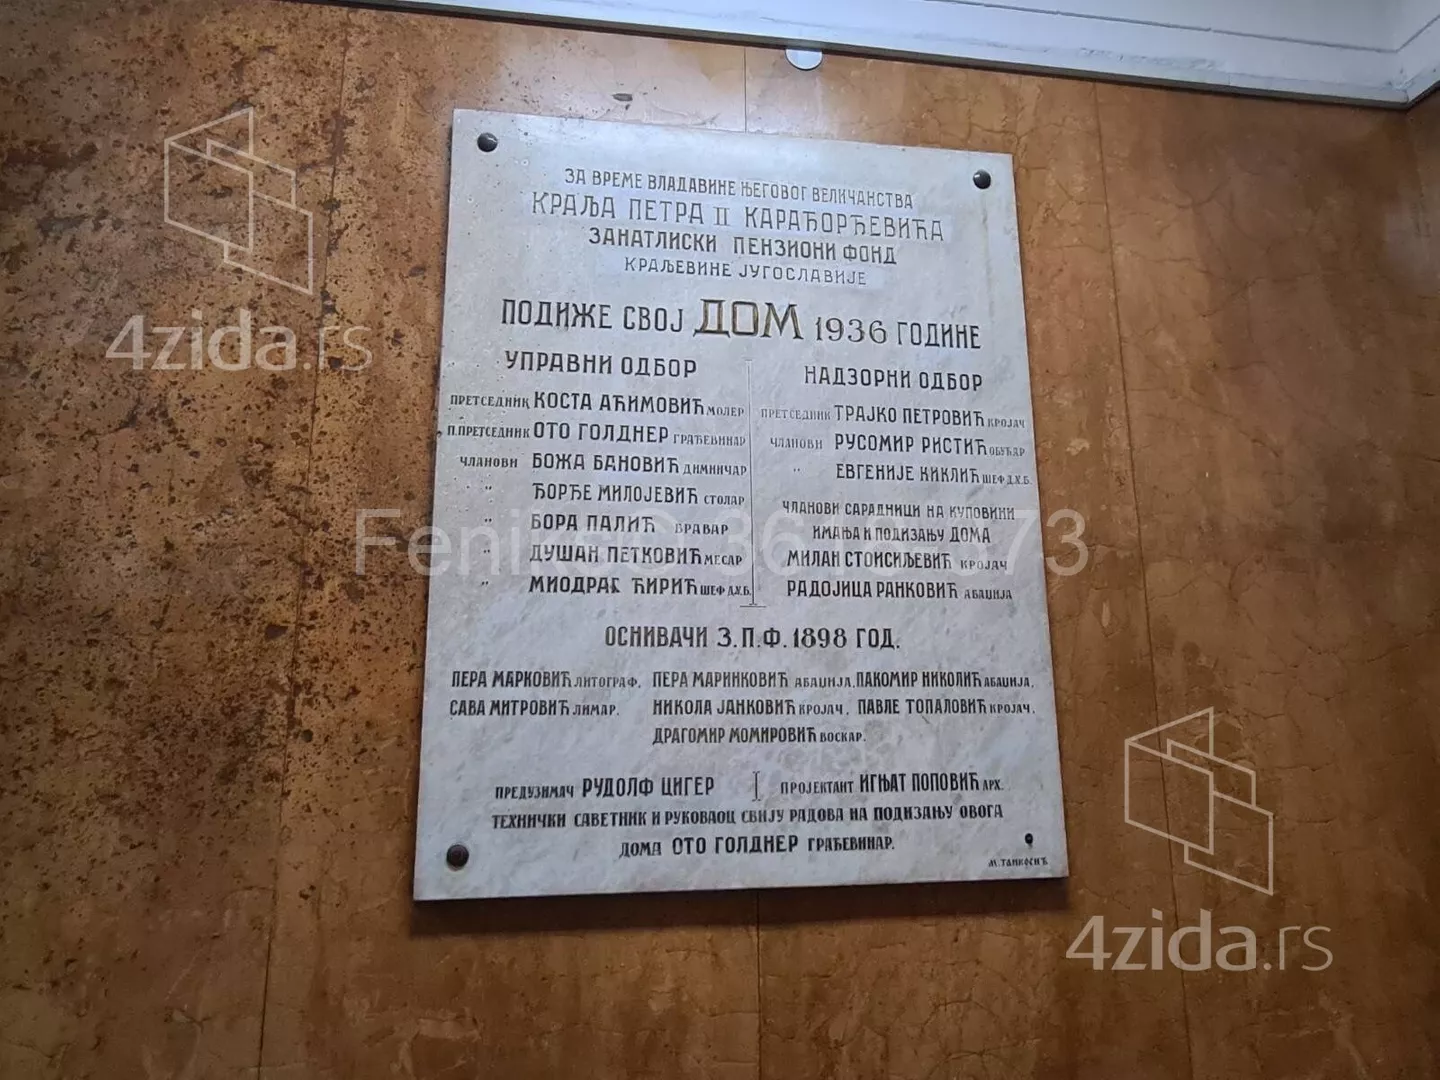 ЗА ВРЕМЕ ВЛАДАВИНЕ ЊЕГОВОГ ВЕЛИЧАНСТВА
КРАЉА ПЕТРА II КАРАЂОРЂЕВИЋА
ЗАНАТЛИСКИ ПЕНЗИОНИ ФОНД
КРАЉЕВИНЕ ЈУГОСЛАВИЈЕ
ПОДИЖЕ СВОЈ ДОМ 1936 ГОДИНЕ
УПРАВНИ ОДБОР
ПРЕТСЕДНИК КОСТА АЋИМОВИЋ МОЛЕР
П.ПРЕТСЕДНИК ОТО ГОЛДНЕР ГРАЂЕВИНАР
ЧЛАНОВИ БОЖА БАНОВИЋ ДИМНИЧАР
" ЂОРЂЕ МИЛОЈЕВИЋ СТОЛАР
" БОРА ПАЛИЋ БРАВАР
" ДУШАН ПЕТКОВИЋ МЕСАР
" МИОДРАГ ЋИРИЋ ШЕФ Д.Х.Б.
НАДЗОРНИ ОДБОР
ПРЕТСЕДНИК ТРАЈКО ПЕТРОВИЋ КРОЈАЧ
ЧЛАНОВИ РУСОМИР РИСТИЋ ОБУЋАР
" ЕВГЕНИЈЕ КИКЛИЋ ШЕФ Д.Х.Б.
ЧЛАНОВИ САРАДНИЦИ НА КУПОВИНИ
ИМАЊА И ПОДИЗАЊУ ДОМА
МИЛАН СТОИСИЉЕВИЋ КРОЈАЧ
РАДОЈИЦА РАНКОВИЋ АБАЏИЈА
ОСНИВАЧИ З.П.Ф. 1898 ГОД.
ПЕРА МАРКОВИЋ ЛИТОГРАФ. ПЕРА МАРИНКОВИЋ АБАЏИЈА, ПАКОМИР НИКОЛИЋ АБАЏИЈА,
САВА МИТРОВИЋ ЛИМАР. НИКОЛА ЈАНКОВИЋ КРОЈАЧ, ПАВЛЕ ТОПАЛОВИЋ КРОЈАЧ,
ДРАГОМИР МОМИРОВИЋ ВОСКАР.
ПРЕДУЗИМАЧ РУДОЛФ ЦИГЕР
ПРОЈЕКТАНТ ИГЊАТ ПОПОВИЋ АРХ.
ТЕХНИЧКИ САВЕТНИК И РУКОВАОЦ СВИЈУ РАДОВА НА ПОДИЗАЊУ ОВОГА
ДОМА ОТО ГОЛДНЕР ГРАЂЕВИНАР.
М. ТАНКОСИЋ
4zida.rs
4zida.rs